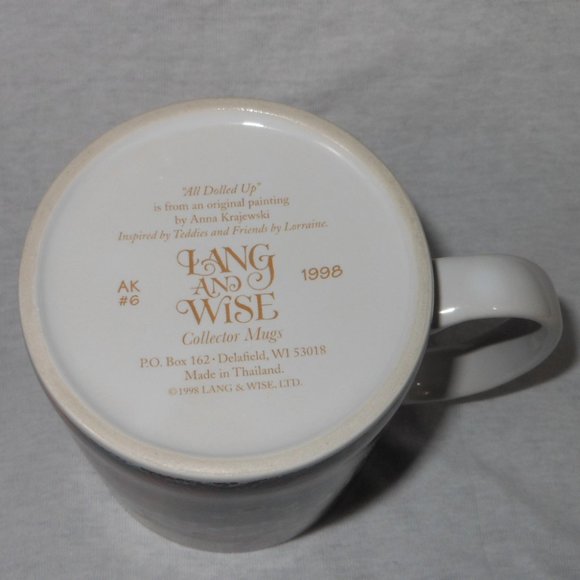 "All Dolled Up"
is from an original painting
by Anna Krajewski
Inspired by Teddies and Friends by Lorraine.
LANG
AND
WISE
AK
#6
1998
Collector Mugs
P.O. Box 162 · Delafield, WI 53018
Made in Thailand.
©1998 LANG & WISE, LTD.